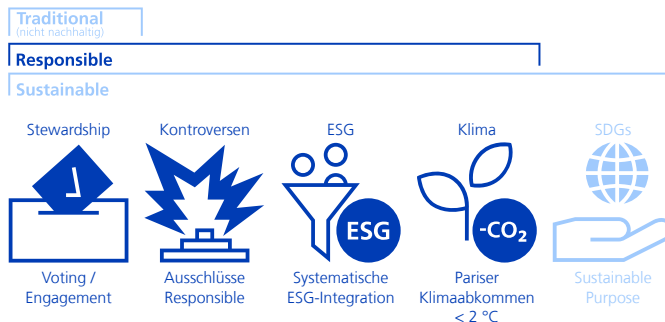 Traditional
(nicht nachhaltig)
Responsible
Sustainable
Stewardship
Kontroversen
ESG
Klima
SDGs
ESG
-CO₂
Voting /
Engagement
Ausschlüsse
Responsible
Systematische
ESG-Integration
Pariser
Klimaabkommen
< 2 °C
Sustainable
Purpose